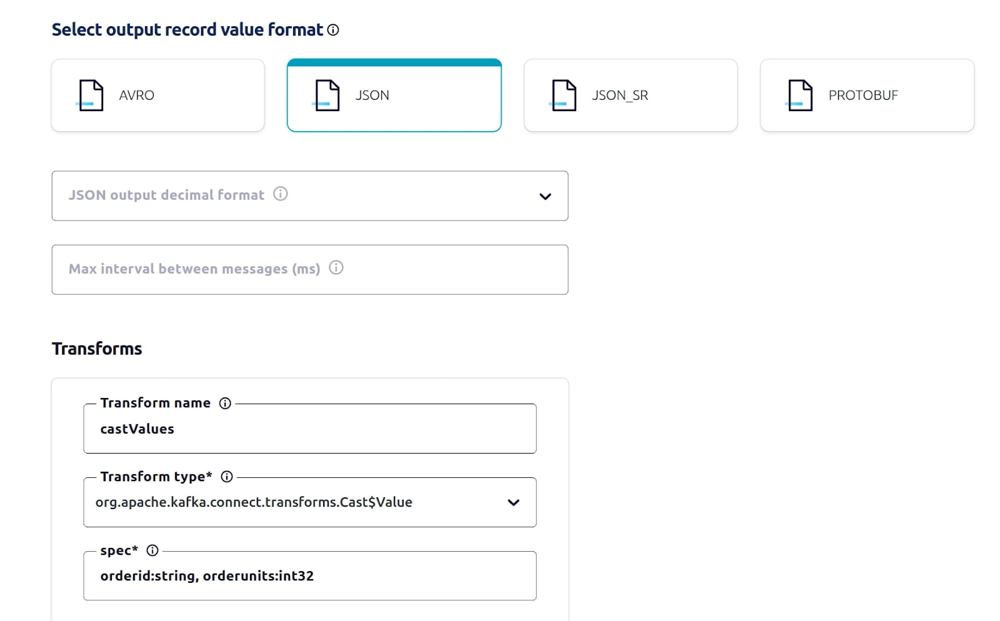 Select output record value format
AVRO
JSON
JSON_SR
PROTOBUF
JSON output decimal format
Max interval between messages (ms)
Transforms
Transform name
castValues
Transform type*
org.apache.kafka.connect.transforms.Cast$Value
spec*
orderid:string, orderunits:int32